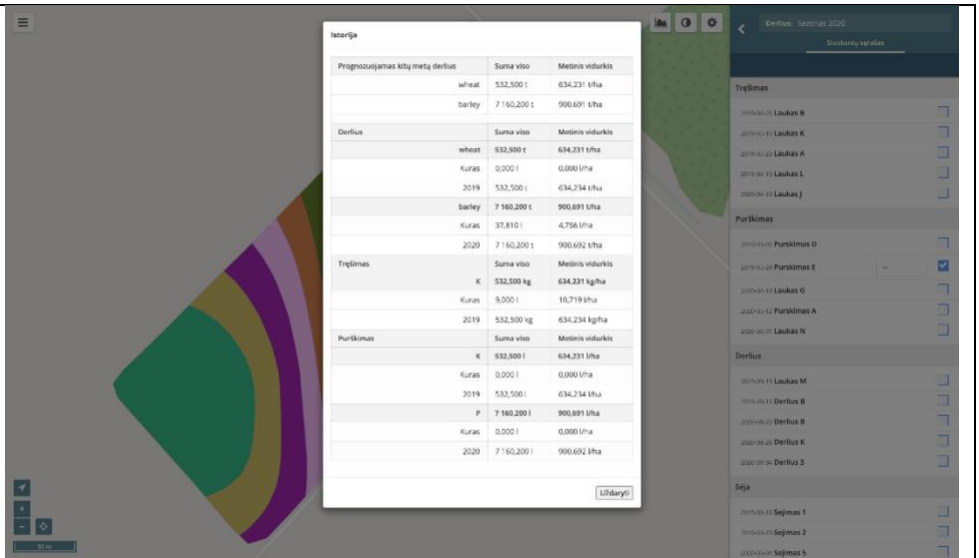 Istorija
Prognozuojamas kitų metų derlius Suma viso Metinis vidurkis
wheat 532,500 t 634,231 t/ha
barley 7 160,200 t 900,691 t/ha
Derlius Suma viso Metinis vidurkis
wheat 532,500 t 634,231 t/ha
Kuras 0,000 l 0,000 l/ha
2019 532,500 t 634,234 t/ha
barley 7 160,200 t 900,691 t/ha
Kuras 37,810 l 4,756 l/ha
2020 7 160,200 t 900,692 t/ha
Tręšimas Suma viso Metinis vidurkis
K 532,500 kg 634,231 kg/ha
Kuras 9,000 l 10,719 l/ha
2019 532,500 kg 634,234 kg/ha
Purškimas Suma viso Metinis vidurkis
K 532,500 l 634,231 l/ha
Kuras 0,000 l 0,000 l/ha
2019 532,500 l 634,234 l/ha
P 7 160,200 l 900,691 l/ha
Kuras 0,000 l 0,000 l/ha
2020 7 160,200 l 900,692 l/ha
Uždaryti
50 m
Derlius: Sezonas 2020
Sluoksnių sąrašas
Tręšimas
Laukas B
Laukas K
Laukas A
Laukas L
Laukas J
Purškimas
Purskimas D
Purskimas E
Laukas G
Purskimas A
Laukas N
Derlius
Laukas M
Derlius B
Derlius K
Derlius 3
Sėja
Sejimas 1
Sejimas 2
Sejimas 5